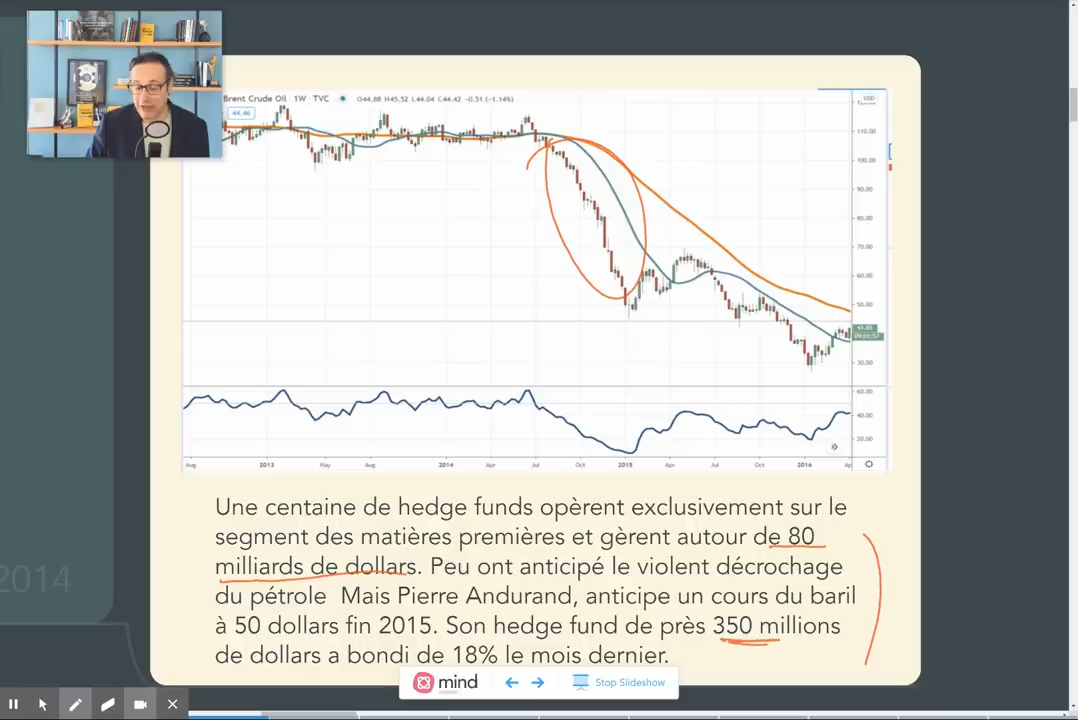 Brent Crude Oil · 1W · TVC O44.88 H45.52 L44.04 C44.42 -0.51 (-1.14%)
USD
44.46
110.00
100.00
90.00
80.00
70.00
60.00
50.00
41.85
30.00
60.00
40.00
20.00
Aug 2013 May Aug 2014 Apr Jul Oct 2015 Apr Jul Oct 2016 Ap
Une centaine de hedge funds opèrent exclusivement sur le
segment des matières premières et gèrent autour de 80
milliards de dollars. Peu ont anticipé le violent décrochage
du pétrole Mais Pierre Andurand, anticipe un cours du baril
à 50 dollars fin 2015. Son hedge fund de près 350 millions
de dollars a bondi de 18% le mois dernier.
2014
mind
Stop Slideshow